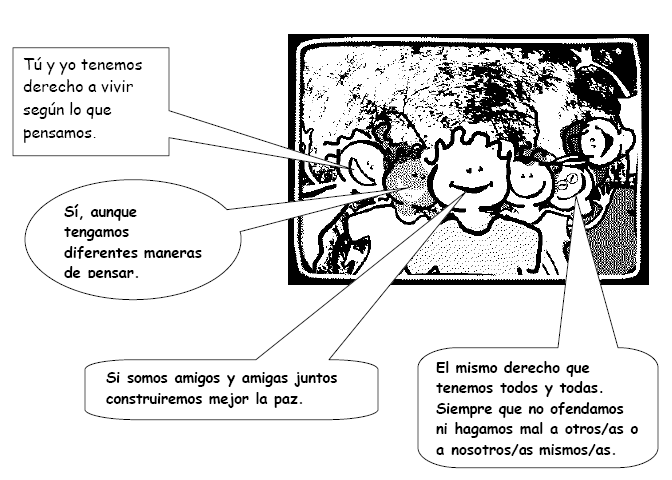 Tú y yo tenemos
derecho a vivir
según lo que
pensamos.
Sí, aunque
tengamos
diferentes maneras
de pensar.
Si somos amigos y amigas juntos
construiremos mejor la paz.
El mismo derecho que
tenemos todos y todas.
Siempre que no ofendamos
ni hagamos mal a otros/as o
a nosotros/as mismos/as.